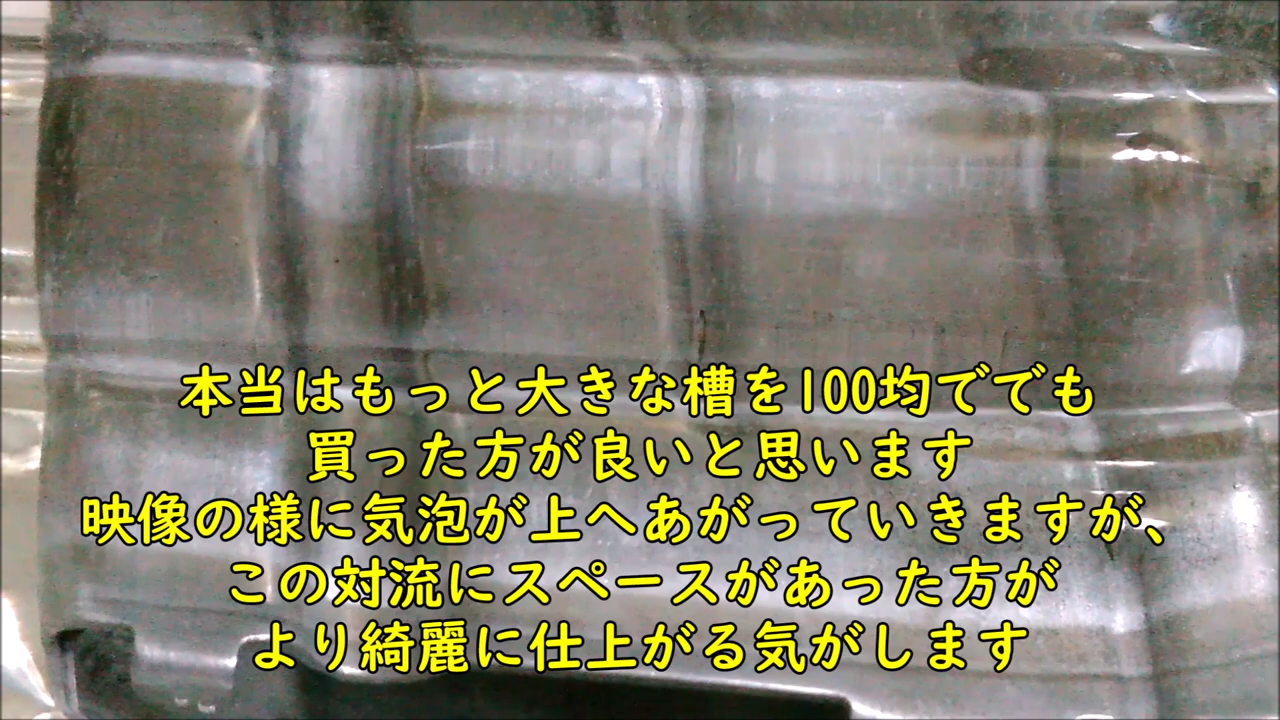 本当はもっと大きな槽を100均ででも
買った方が良いと思います
映像の様に気泡が上へあがっていきますが、
この対流にスペースがあった方が
より綺麗に仕上がる気がします